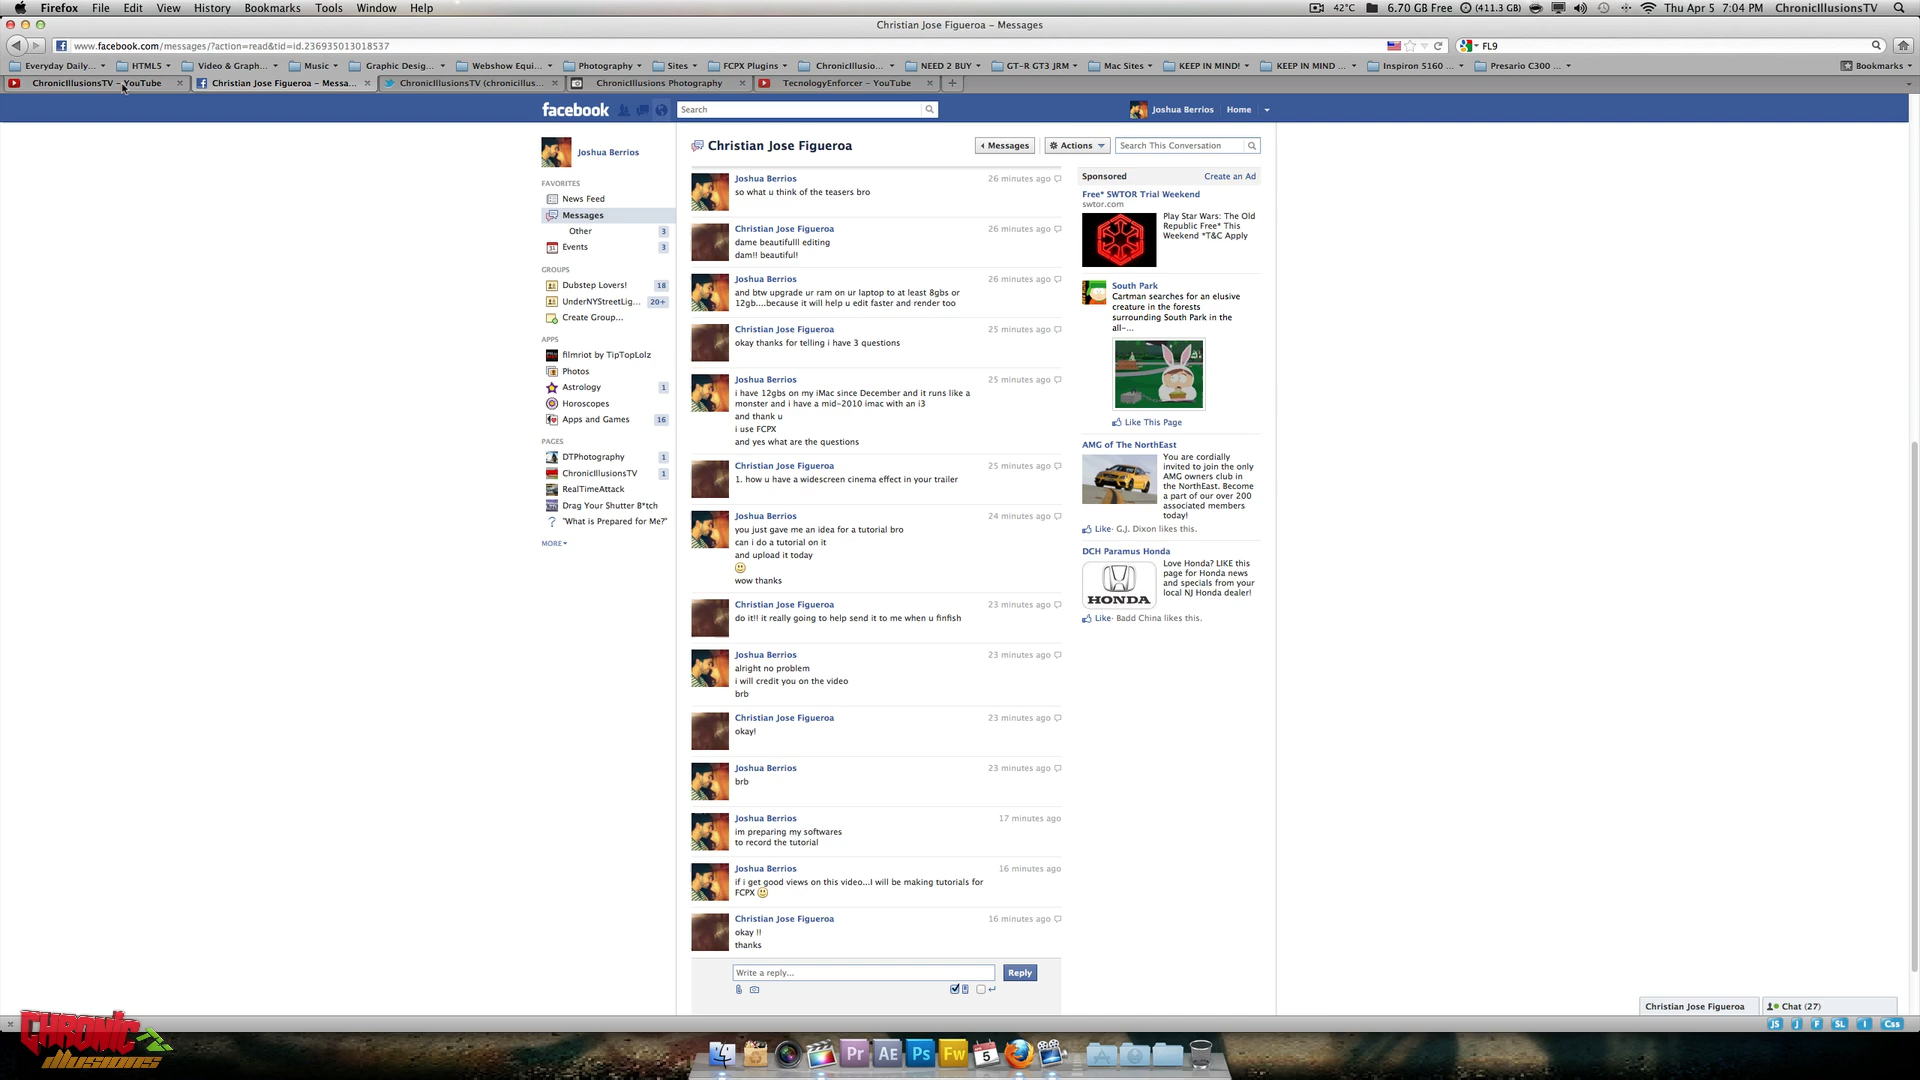 Firefox File Edit View History Bookmarks Tools Window Help 42°C 6.70 GB Free (411.3 GB) Thu Apr 5 7:04 PM ChronicIllusionsTV
Christian Jose Figueroa – Messages
www.facebook.com/messages/?action=read&tid=id.236935013018537 FL9
Everyday Daily... HTML5 Video & Graph... Music Graphic Desig... Webshow Equi... Photography Sites FCPX Plugins ChronicIllusio... NEED 2 BUY GT-R GT3 JRM Mac Sites KEEP IN MIND! KEEP IN MIND ... Inspiron 5160 ... Presario C300 ... Bookmarks
ChronicIllusionsTV – YouTube Christian Jose Figueroa – Messa... ChronicIllusionsTV (chronicillus... ChronicIllusions Photography TecnologyEnforcer – YouTube
facebook Search Joshua Berrios Home
Joshua Berrios
FAVORITES
News Feed
Messages
Other 3
Events 3
GROUPS
Dubstep Lovers! 18
UnderNYStreetLig... 20+
Create Group...
APPS
filmriot by TipTopLolz
Photos
Astrology 1
Horoscopes
Apps and Games 16
PAGES
DTPhotography 1
ChronicIllusionsTV 1
RealTimeAttack
Drag Your Shutter B*tch
"What is Prepared for Me?"
MORE
Christian Jose Figueroa Messages Actions Search This Conversation
Joshua Berrios 26 minutes ago
so what u think of the teasers bro
Christian Jose Figueroa 26 minutes ago
dame beautifulll editing
dam!! beautiful!
Joshua Berrios 26 minutes ago
and btw upgrade ur ram on ur laptop to at least 8gbs or
12gb....because it will help u edit faster and render too
Christian Jose Figueroa 25 minutes ago
okay thanks for telling i have 3 questions
Joshua Berrios 25 minutes ago
i have 12gbs on my iMac since December and it runs like a
monster and i have a mid-2010 imac with an i3
and thank u
i use FCPX
and yes what are the questions
Christian Jose Figueroa 25 minutes ago
1. how u have a widescreen cinema effect in your trailer
Joshua Berrios 24 minutes ago
you just gave me an idea for a tutorial bro
can i do a tutorial on it
and upload it today
wow thanks
Christian Jose Figueroa 23 minutes ago
do it!! it really going to help send it to me when u finfish
Joshua Berrios 23 minutes ago
alright no problem
i will credit you on the video
brb
Christian Jose Figueroa 23 minutes ago
okay!
Joshua Berrios 23 minutes ago
brb
Joshua Berrios 17 minutes ago
im preparing my softwares
to record the tutorial
Joshua Berrios 16 minutes ago
if i get good views on this video...I will be making tutorials for
FCPX
Christian Jose Figueroa 16 minutes ago
okay !!
thanks
Write a reply... Reply
Sponsored Create an Ad
Free* SWTOR Trial Weekend
swtor.com
Play Star Wars: The Old
Republic Free* This
Weekend *T&C Apply
South Park
Cartman searches for an elusive
creature in the forests
surrounding South Park in the
all-...
Like This Page
AMG of The NorthEast
You are cordially
invited to join the only
AMG owners club in
the NorthEast. Become
a part of our over 200
associated members
today!
Like · G.J. Dixon likes this.
DCH Paramus Honda
Love Honda? LIKE this
page for Honda news
and specials from your
local NJ Honda dealer!
HONDA
Like · Badd China likes this.
Christian Jose Figueroa Chat (27)
JS J F SL I Css
CHRONIC
illusions
Pr AE Ps Fw 5